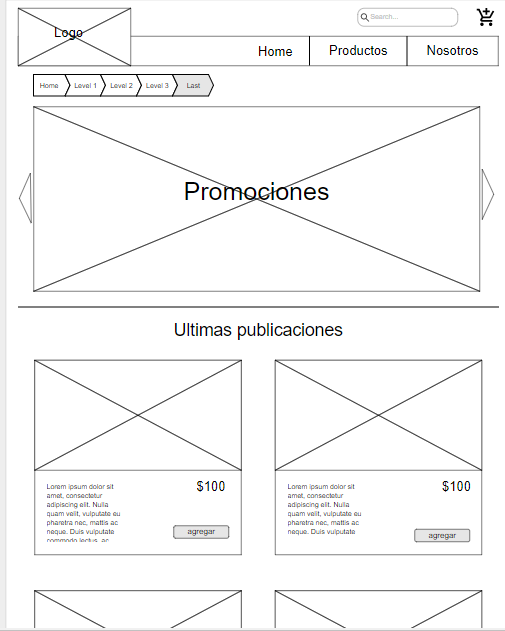 Logo
Search...
Home
Productos
Nosotros
Home
Level 1
Level 2
Level 3
Last
Promociones
Ultimas publicaciones
Lorem ipsum dolor sit
amet, consectetur
adipiscing elit. Nulla
quam velit, vulputate eu
pharetra nec, mattis ac
neque. Duis vulputate
commodo lectus, ac
$100
agregar
Lorem ipsum dolor sit
amet, consectetur
adipiscing elit. Nulla
quam velit, vulputate eu
pharetra nec, mattis ac
neque. Duis vulputate
$100
agregar